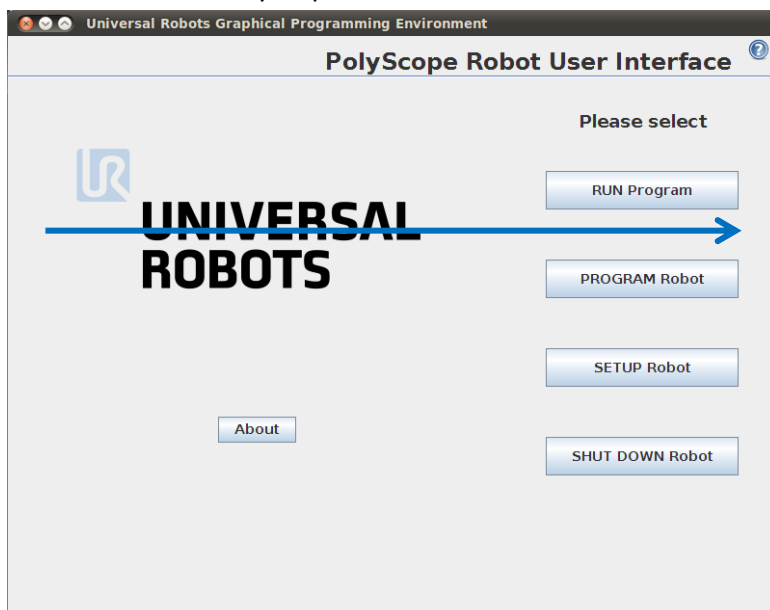 Universal Robots Graphical Programming Environment
PolyScope Robot User Interface ?
Please select
UR
RUN Program
UNIVERSAL
ROBOTS
PROGRAM Robot
SETUP Robot
About
SHUT DOWN Robot